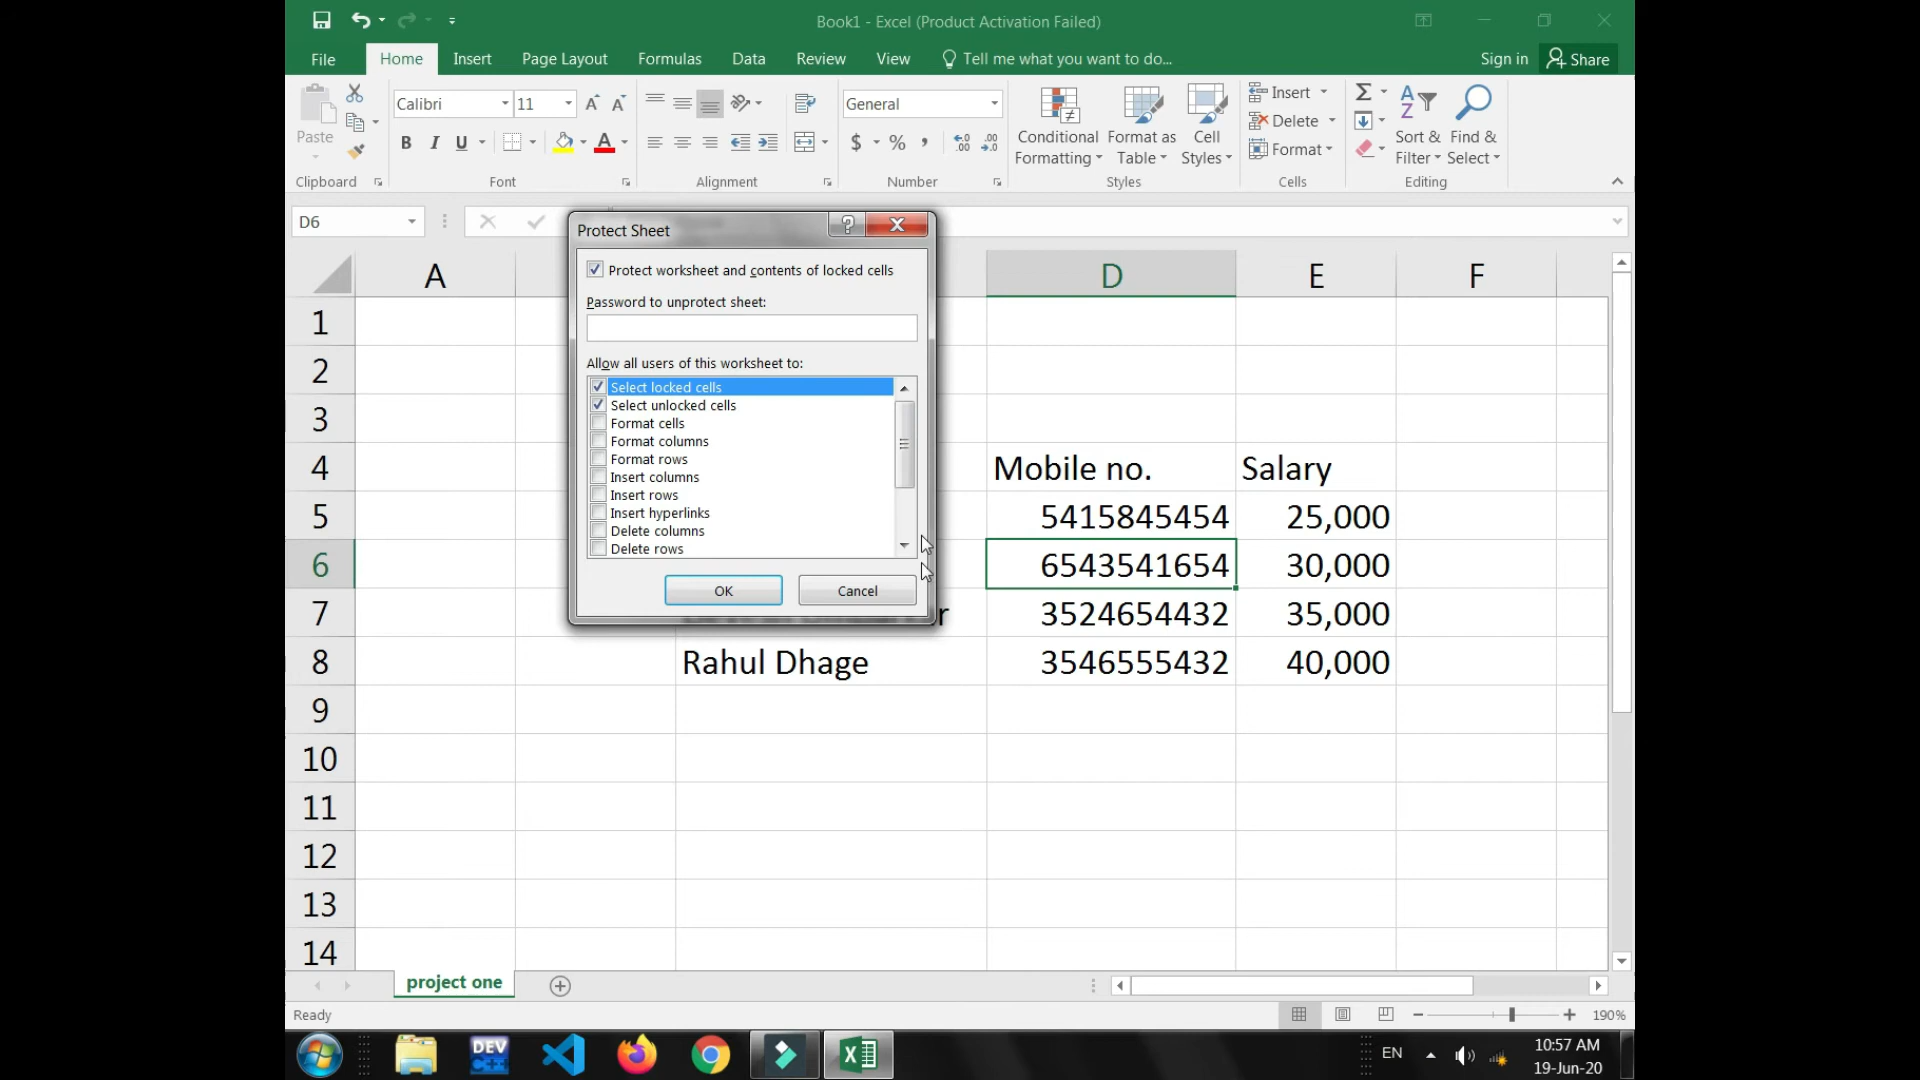 Book1 - Excel (Product Activation Failed)
File Home Insert Page Layout Formulas Data Review View Tell me what you want to do... Sign in Share
Paste
Calibri 11
General
Conditional Formatting
Format as Table
Cell Styles
Insert
Delete
Format
Sort & Filter
Find & Select
Clipboard Font Alignment Number Styles Cells Editing
D6
Protect Sheet
Protect worksheet and contents of locked cells
Password to unprotect sheet:
Allow all users of this worksheet to:
Select locked cells
Select unlocked cells
Format cells
Format columns
Format rows
Insert columns
Insert rows
Insert hyperlinks
Delete columns
Delete rows
OK Cancel
A D E F
1
2
3
4 Mobile no. Salary
5 5415845454 25,000
6 6543541654 30,000
7 3524654432 35,000
8 Rahul Dhage 3546555432 40,000
9
10
11
12
13
14
project one
Ready 190%
DEV
EN 10:57 AM
19-Jun-20